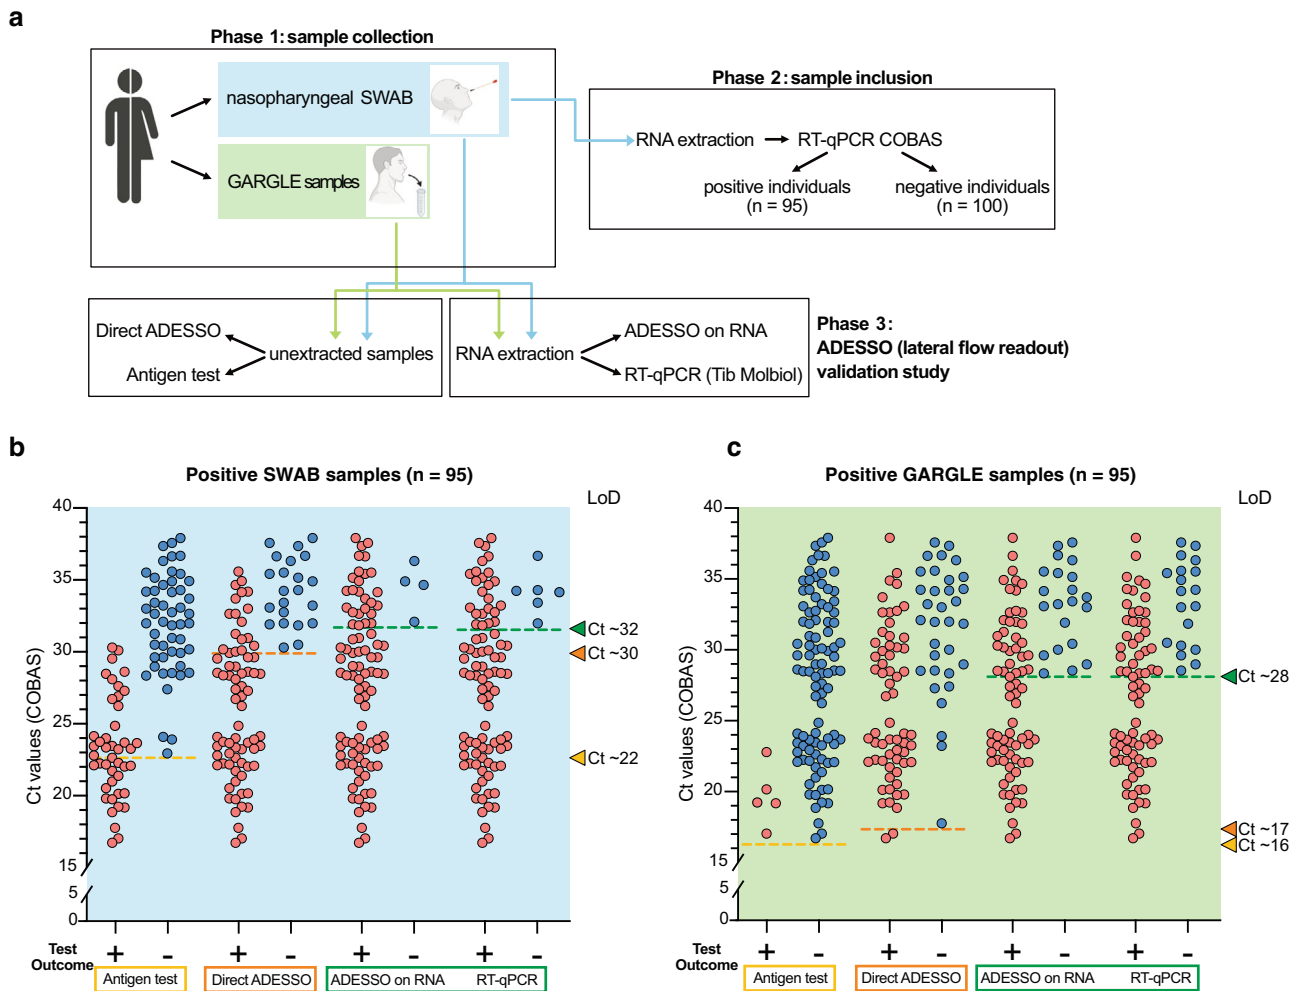 a
Phase 1: sample collection
nasopharyngeal SWAB
GARGLE samples
Phase 2: sample inclusion
RNA extraction
RT-qPCR COBAS
positive individuals
(n = 95)
negative individuals
(n = 100)
Direct ADESSO
Antigen test
unextracted samples
RNA extraction
ADESSO on RNA
RT-qPCR (Tib Molbiol)
Phase 3:
ADESSO (lateral flow readout)
validation study
b
Positive SWAB samples (n = 95)
LoD
Ct values (COBAS)
40
35
30
25
20
15
5
0
Ct ~32
Ct ~30
Ct ~22
Test
Outcome
+ - + - + - + -
Antigen test
Direct ADESSO
ADESSO on RNA
RT-qPCR
c
Positive GARGLE samples (n = 95)
LoD
Ct values (COBAS)
40
35
30
25
20
15
5
0
Ct ~28
Ct ~17
Ct ~16
Test
Outcome
+ - + - + - + -
Antigen test
Direct ADESSO
ADESSO on RNA
RT-qPCR